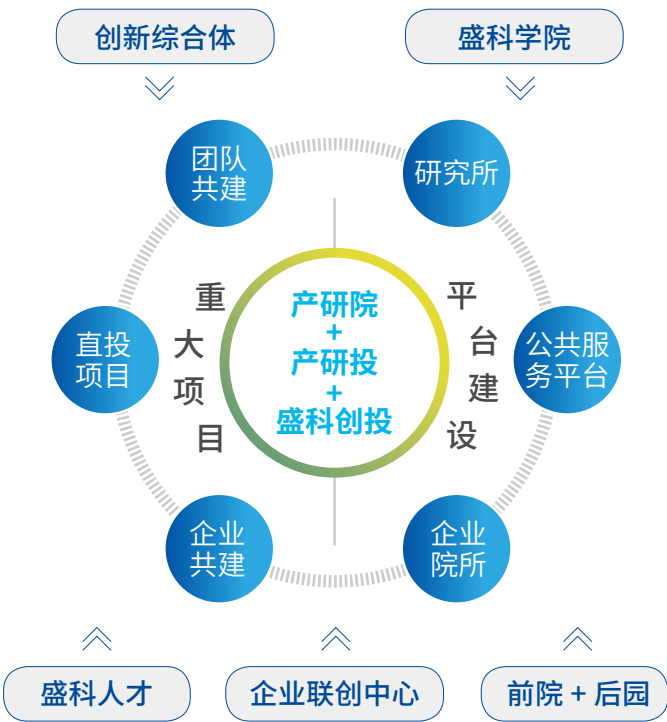 创新综合体
盛科学院
团队
共建
研究所
重大项目
产研院
+
产研投
+
盛科创投
平台建设
直投
项目
公共服
务平台
企业
共建
企业
院所
盛科人才
企业联创中心
前院 + 后园